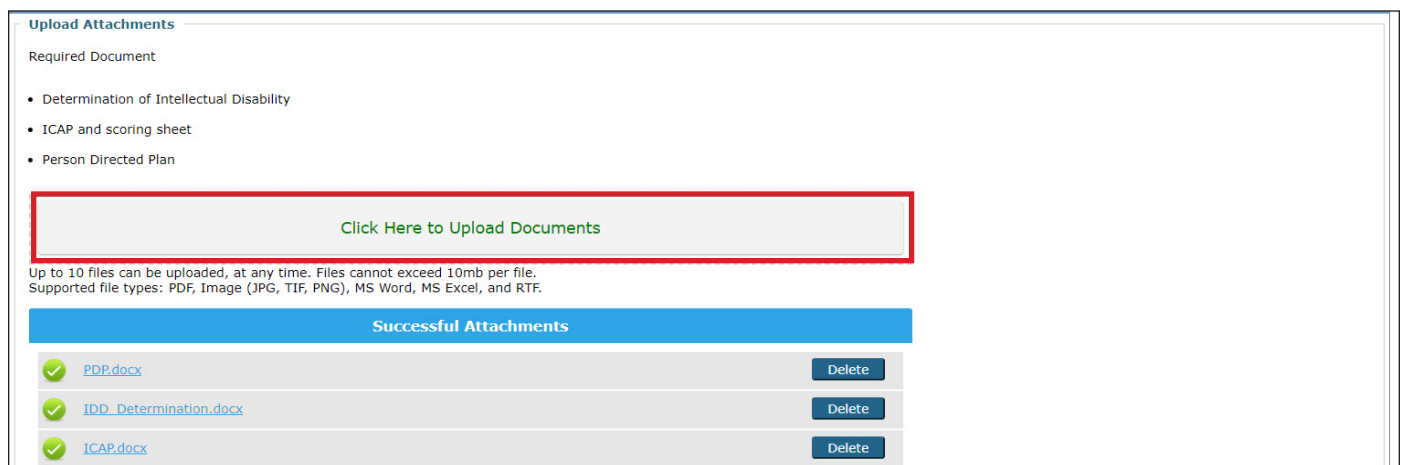 Upload Attachments
Required Document
• Determination of Intellectual Disability
• ICAP and scoring sheet
• Person Directed Plan
Click Here to Upload Documents
Up to 10 files can be uploaded, at any time. Files cannot exceed 10mb per file.
Supported file types: PDF, Image (JPG, TIF, PNG), MS Word, MS Excel, and RTF.
Successful Attachments
PDP.docx Delete
IDD_Determination.docx Delete
ICAP.docx Delete